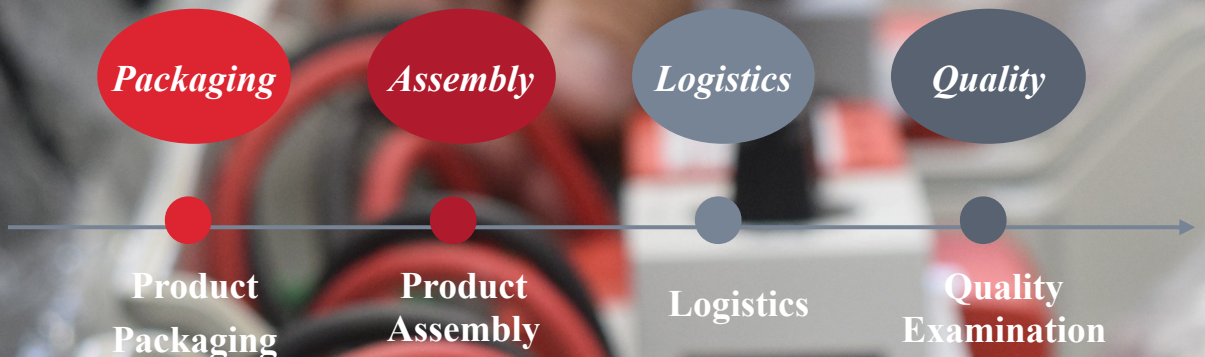 Packaging
Assembly
Logistics
Quality
Product
Packaging
Product
Assembly
Logistics
Quality
Examination